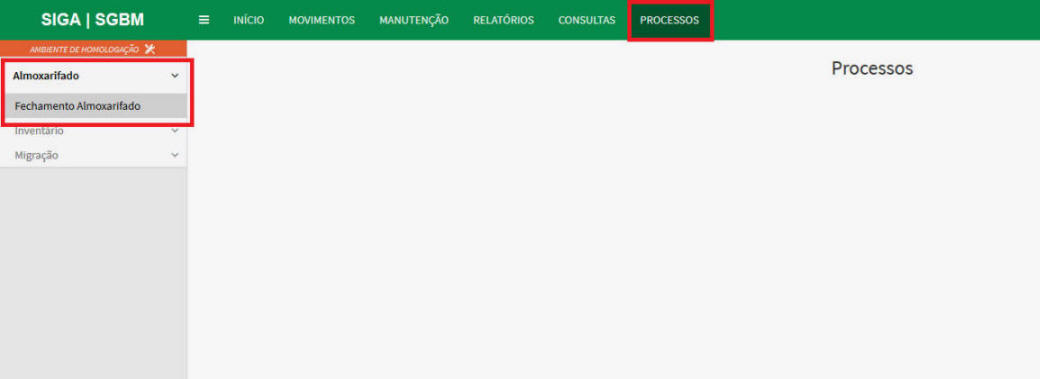 SIGA | SGBM
INÍCIO MOVIMENTOS MANUTENÇÃO RELATÓRIOS CONSULTAS PROCESSOS
AMBIENTE DE HOMOLOGAÇÃO
Processos
Almoxarifado
Fechamento Almoxarifado
Inventário
Migração